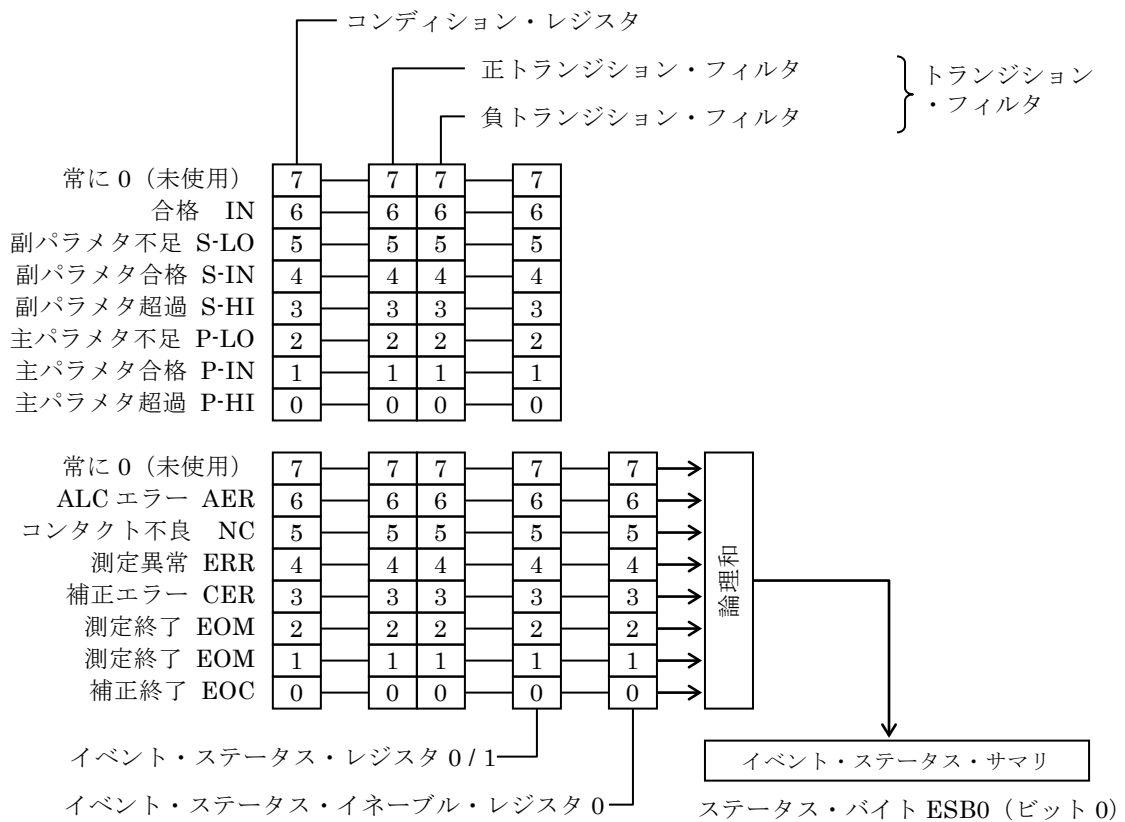 コンディション・レジスタ
正トランジション・フィルタ
負トランジション・フィルタ
トランジション
・フィルタ
常に 0（未使用） 7 7 7 7
合格 IN 6 6 6 6
副パラメタ不足 S-LO 5 5 5 5
副パラメタ合格 S-IN 4 4 4 4
副パラメタ超過 S-HI 3 3 3 3
主パラメタ不足 P-LO 2 2 2 2
主パラメタ合格 P-IN 1 1 1 1
主パラメタ超過 P-HI 0 0 0 0
常に 0（未使用） 7 7 7 7 7
ALC エラー AER 6 6 6 6 6
コンタクト不良 NC 5 5 5 5 5
測定異常 ERR 4 4 4 4 4
補正エラー CER 3 3 3 3 3
測定終了 EOM 2 2 2 2 2
測定終了 EOM 1 1 1 1 1
補正終了 EOC 0 0 0 0 0
論理和
イベント・ステータス・レジスタ 0 / 1
イベント・ステータス・サマリ
イベント・ステータス・イネーブル・レジスタ 0
ステータス・バイト ESB0（ビット 0）